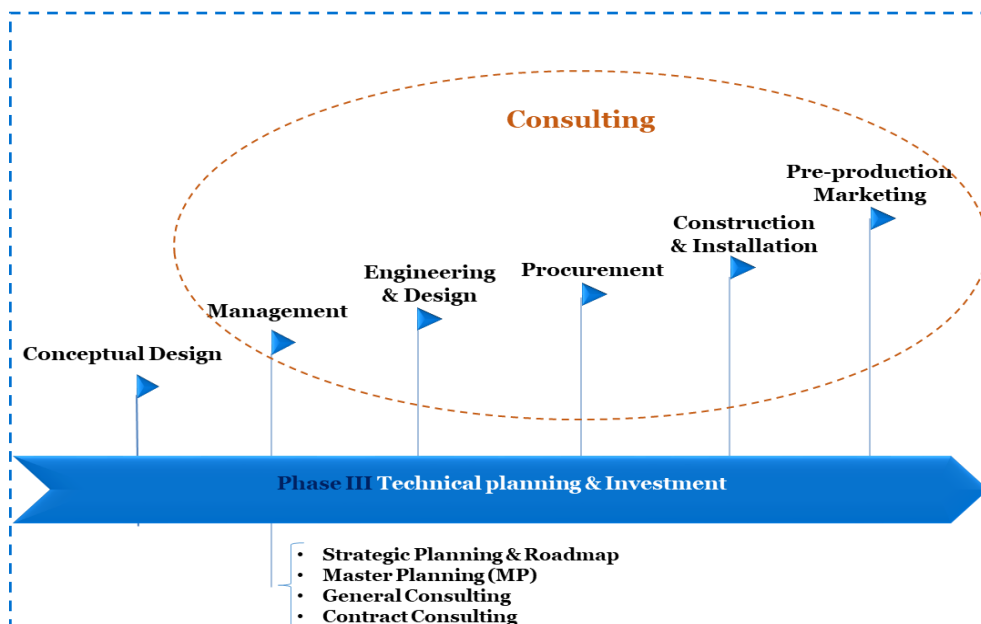 Consulting
Pre-production
Marketing
Construction
& Installation
Procurement
Engineering
& Design
Management
Conceptual Design
Phase III Technical planning & Investment
• Strategic Planning & Roadmap
• Master Planning (MP)
• General Consulting
• Contract Consulting